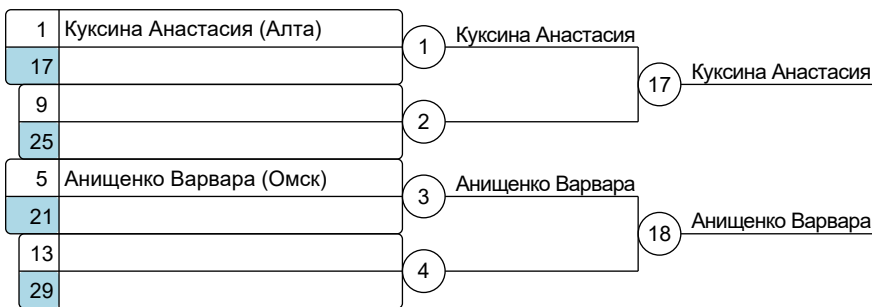 1 Куксина Анастасия (Алта)
17
1 Куксина Анастасия
9
25
2
17 Куксина Анастасия
5 Анищенко Варвара (Омск)
21
3 Анищенко Варвара
13
29
4
18 Анищенко Варвара